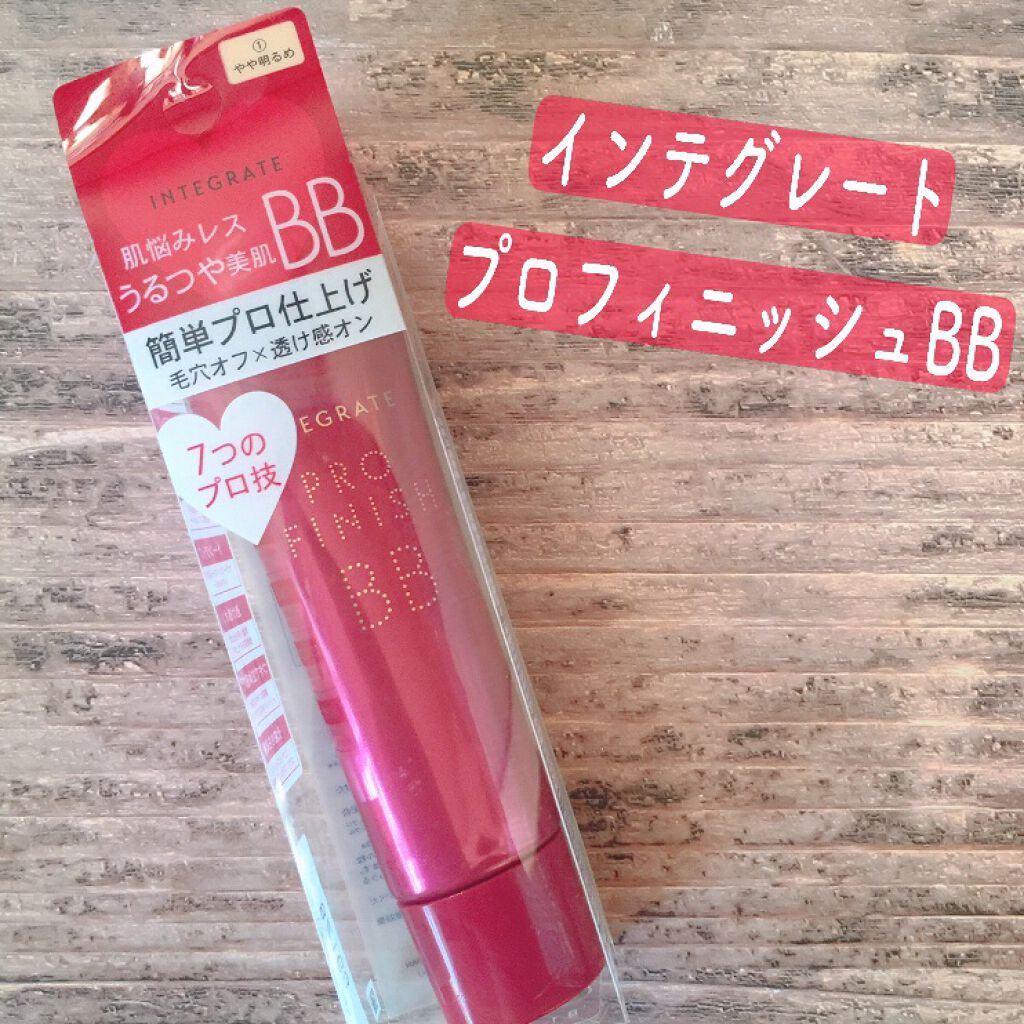 ①
やや明るめ
INTEGRATE
肌悩みレス
うるつや美肌BB
簡単プロ仕上げ
毛穴オフ×透け感オン
7つの
プロ技
EGRATE
PRO
FINISH
BB
インテグレート
プロフィニッシュBB